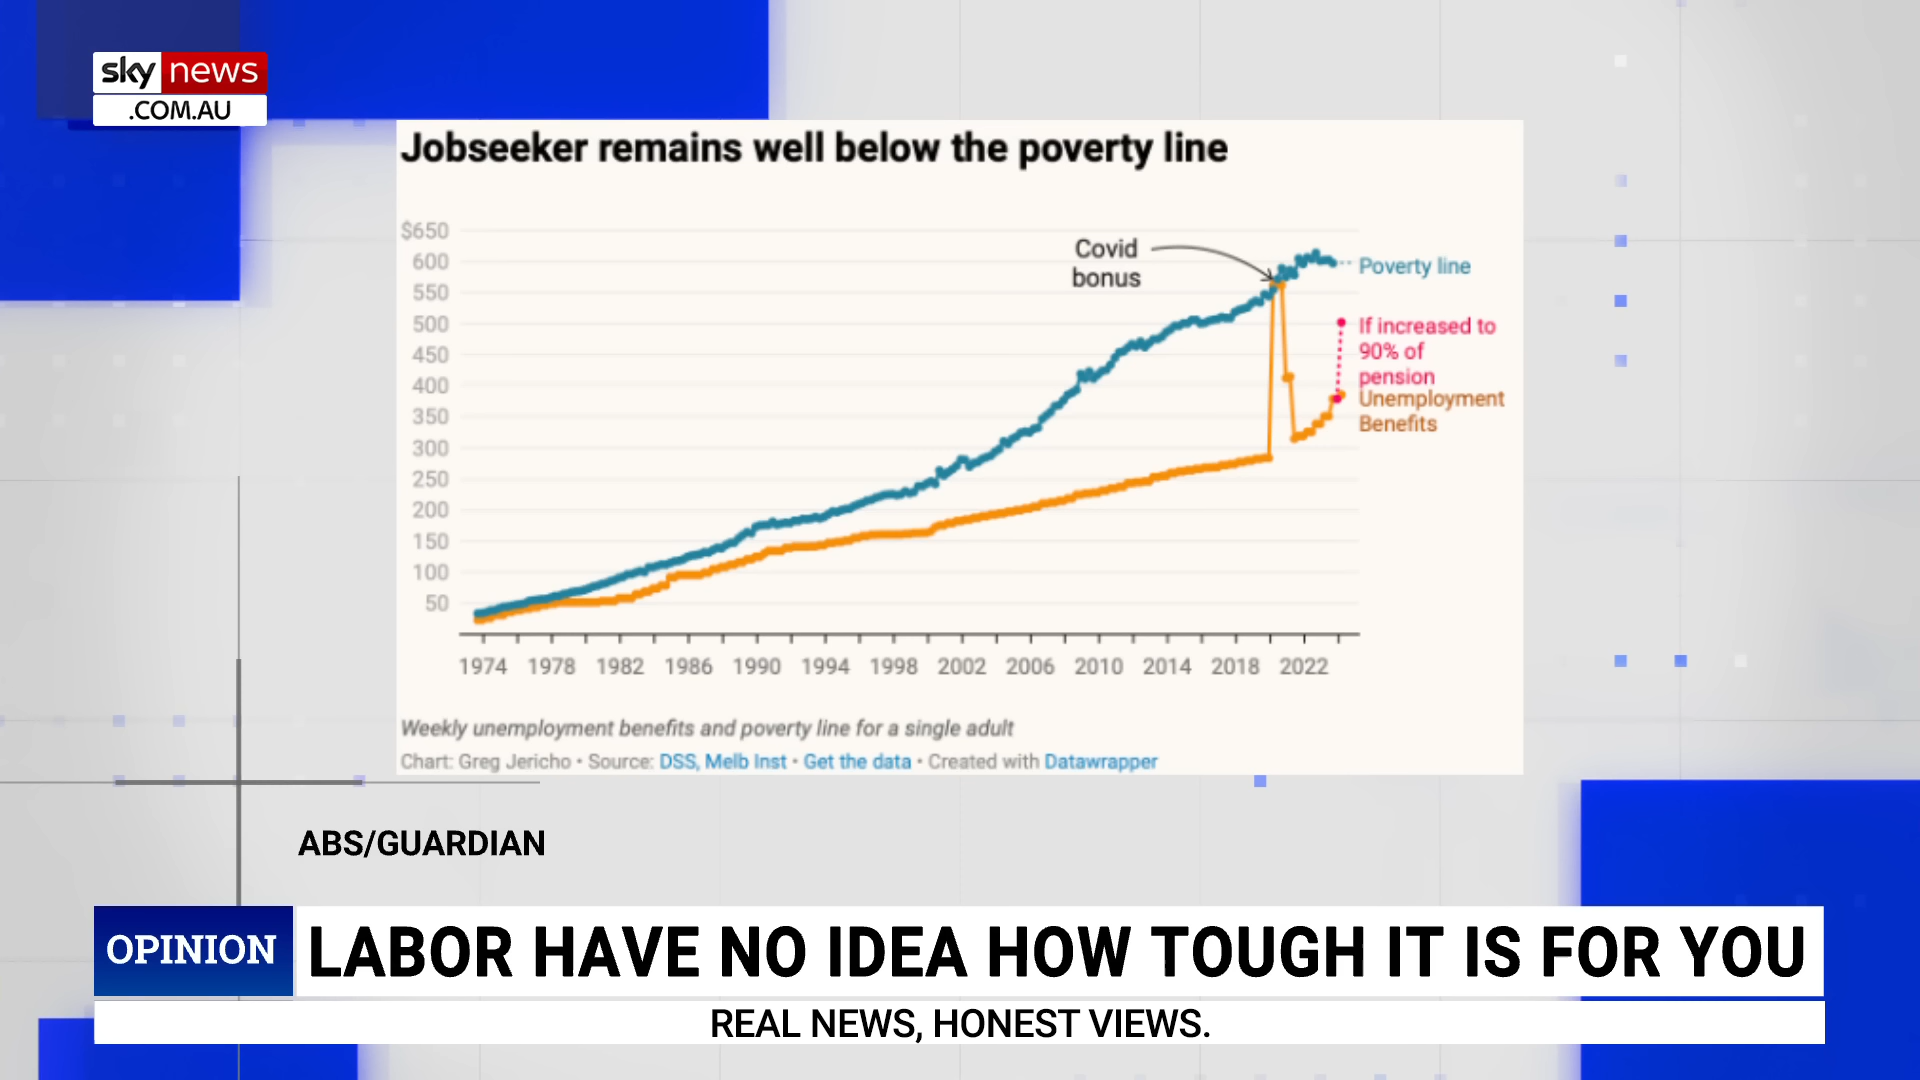 sky news
.COM.AU
Jobseeker remains well below the poverty line
$650
600
550
500
450
400
350
300
250
200
150
100
50
Covid
bonus
Poverty line
If increased to
90% of
pension
Unemployment
Benefits
1974 1978 1982 1986 1990 1994 1998 2002 2006 2010 2014 2018 2022
Weekly unemployment benefits and poverty line for a single adult
Chart: Greg Jericho • Source: DSS, Melb Inst • Get the data • Created with Datawrapper
ABS/GUARDIAN
OPINION
LABOR HAVE NO IDEA HOW TOUGH IT IS FOR YOU
REAL NEWS, HONEST VIEWS.